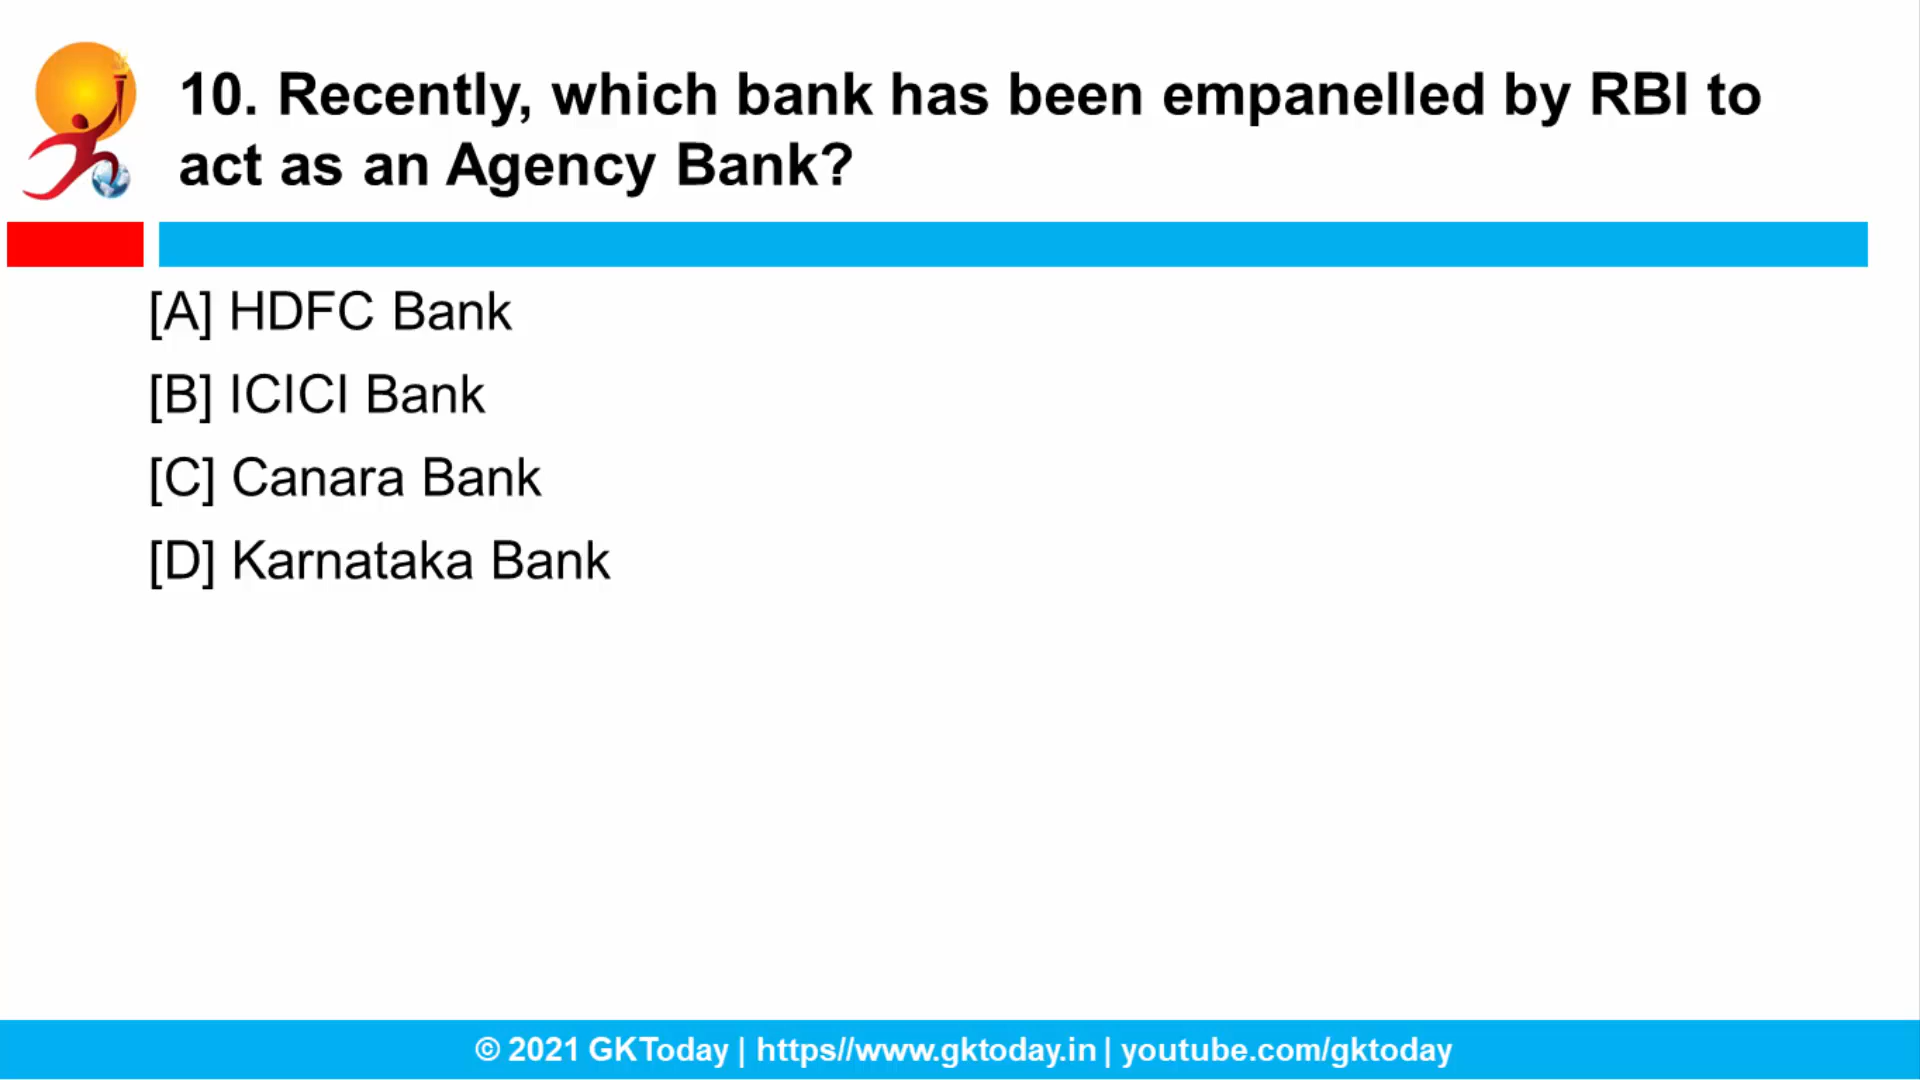 10. Recently, which bank has been empanelled by RBI to
act as an Agency Bank?
[A] HDFC Bank
[B] ICICI Bank
[C] Canara Bank
[D] Karnataka Bank
© 2021 GKToday | https//www.gktoday.in | youtube.com/gktoday